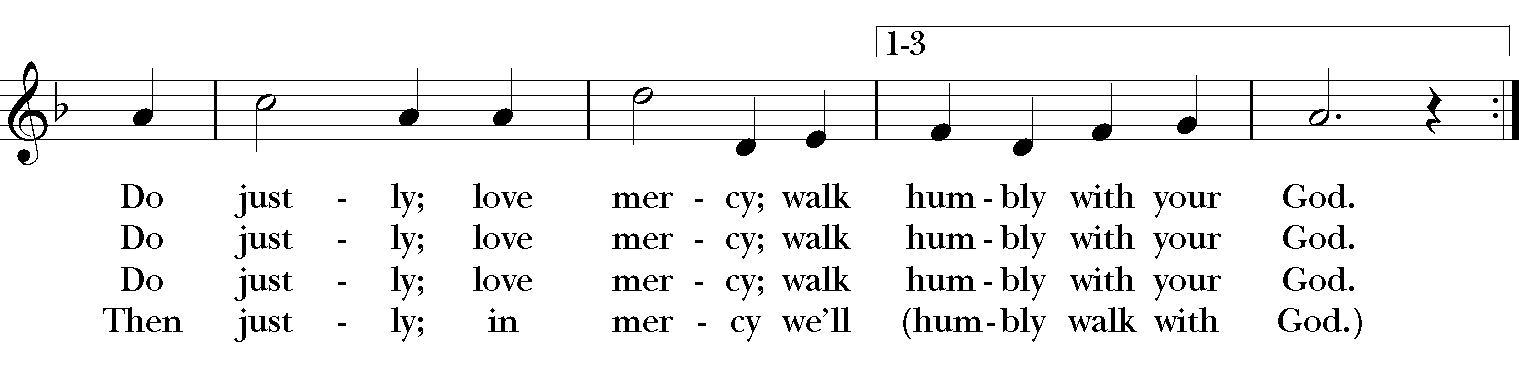 1-3
Do just - ly; love mer - cy; walk hum - bly with your God.
Do just - ly; love mer - cy; walk hum - bly with your God.
Do just - ly; love mer - cy; walk hum - bly with your God.
Then just - ly; in mer - cy we'll (hum - bly walk with God.)